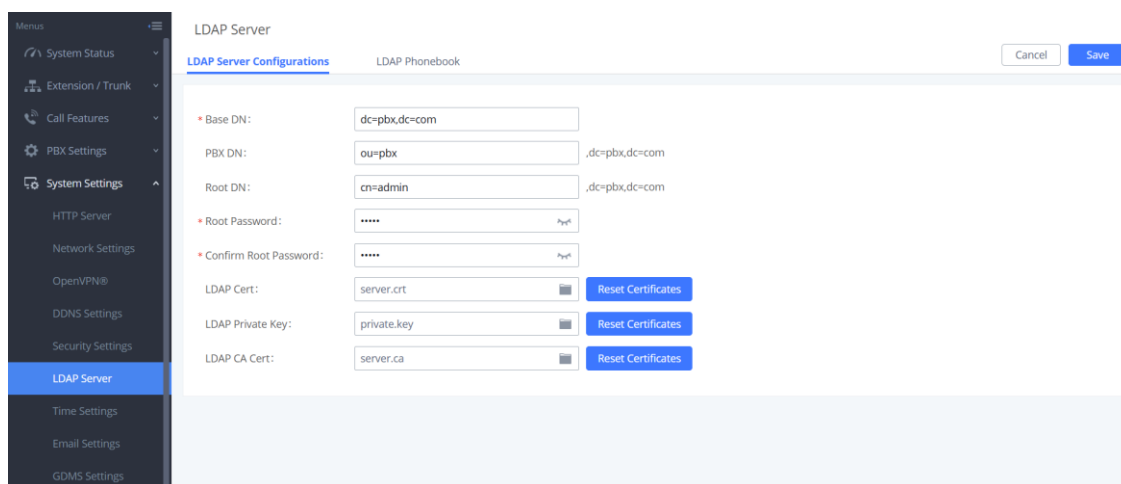 Menus
System Status
Extension / Trunk
Call Features
PBX Settings
System Settings
HTTP Server
Network Settings
OpenVPN®
DDNS Settings
Security Settings
LDAP Server
Time Settings
Email Settings
GDMS Settings
LDAP Server
LDAP Server Configurations LDAP Phonebook Cancel Save
* Base DN: dc=pbx,dc=com
PBX DN: ou=pbx ,dc=pbx,dc=com
Root DN: cn=admin ,dc=pbx,dc=com
* Root Password: •••••
* Confirm Root Password: •••••
LDAP Cert: server.crt Reset Certificates
LDAP Private Key: private.key Reset Certificates
LDAP CA Cert: server.ca Reset Certificates